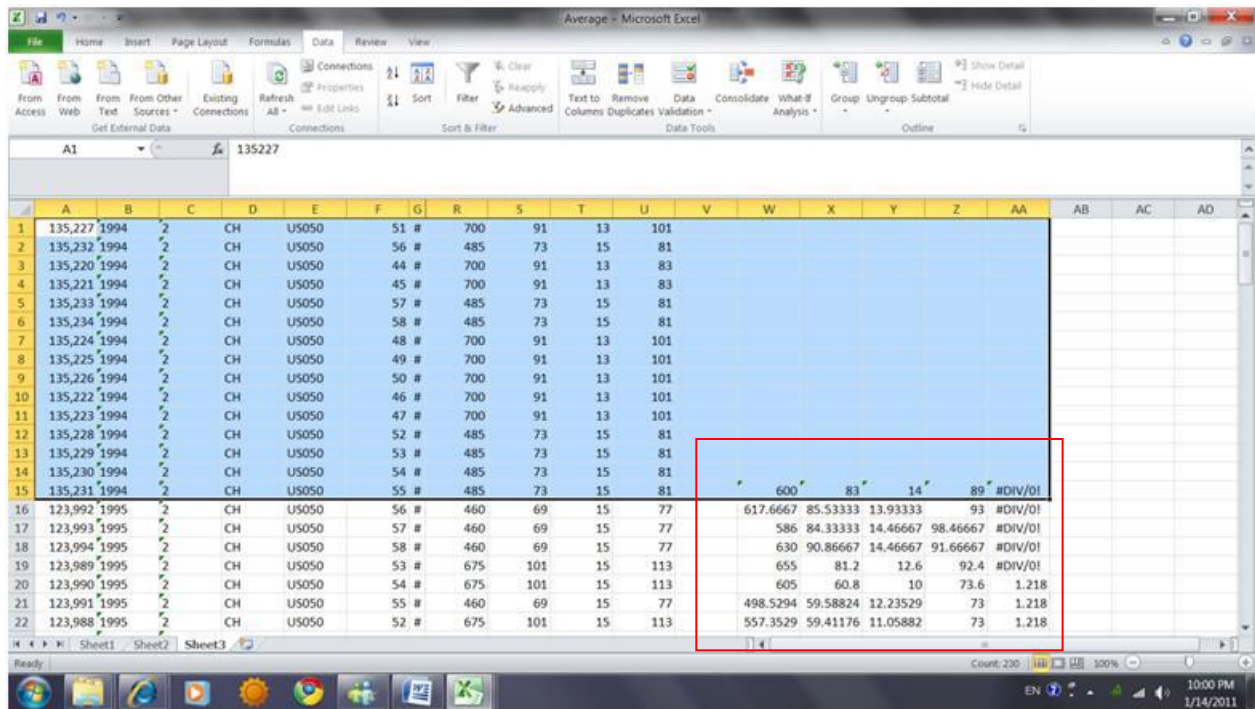 Average - Microsoft Excel
File Home Insert Page Layout Formulas Data Review View
From Access From Web From Text From Other Sources Existing Connections Refresh All Connections Properties Edit Links Sort Filter Clear Reapply Advanced Text to Columns Remove Duplicates Data Validation Consolidate What-If Analysis Group Ungroup Subtotal Show Detail Hide Detail
Get External Data Connections Sort & Filter Data Tools Outline
A1 fx 135227
A B C D E F G R S T U V W X Y Z AA AB AC AD
1 135,227 1994 2 CH US050 51 # 700 91 13 101
2 135,232 1994 2 CH US050 56 # 485 73 15 81
3 135,220 1994 2 CH US050 44 # 700 91 13 83
4 135,221 1994 2 CH US050 45 # 700 91 13 83
5 135,233 1994 2 CH US050 57 # 485 73 15 81
6 135,234 1994 2 CH US050 58 # 485 73 15 81
7 135,224 1994 2 CH US050 48 # 700 91 13 101
8 135,225 1994 2 CH US050 49 # 700 91 13 101
9 135,226 1994 2 CH US050 50 # 700 91 13 101
10 135,222 1994 2 CH US050 46 # 700 91 13 101
11 135,223 1994 2 CH US050 47 # 700 91 13 101
12 135,228 1994 2 CH US050 52 # 485 73 15 81
13 135,229 1994 2 CH US050 53 # 485 73 15 81
14 135,230 1994 2 CH US050 54 # 485 73 15 81
15 135,231 1994 2 CH US050 55 # 485 73 15 81 600 83 14 89 #DIV/0!
16 123,992 1995 2 CH US050 56 # 460 69 15 77 617.6667 85.53333 13.93333 93 #DIV/0!
17 123,993 1995 2 CH US050 57 # 460 69 15 77 586 84.33333 14.46667 98.46667 #DIV/0!
18 123,994 1995 2 CH US050 58 # 460 69 15 77 630 90.86667 14.46667 91.66667 #DIV/0!
19 123,989 1995 2 CH US050 53 # 675 101 15 113 655 81.2 12.6 92.4 #DIV/0!
20 123,990 1995 2 CH US050 54 # 675 101 15 113 605 60.8 10 73.6 1.218
21 123,991 1995 2 CH US050 55 # 460 69 15 77 498.5294 59.58824 12.23529 73 1.218
22 123,988 1995 2 CH US050 52 # 675 101 15 113 557.3529 59.41176 11.05882 73 1.218
Sheet1 Sheet2 Sheet3
Ready Count: 230 100%
EN 10:00 PM
1/14/2011